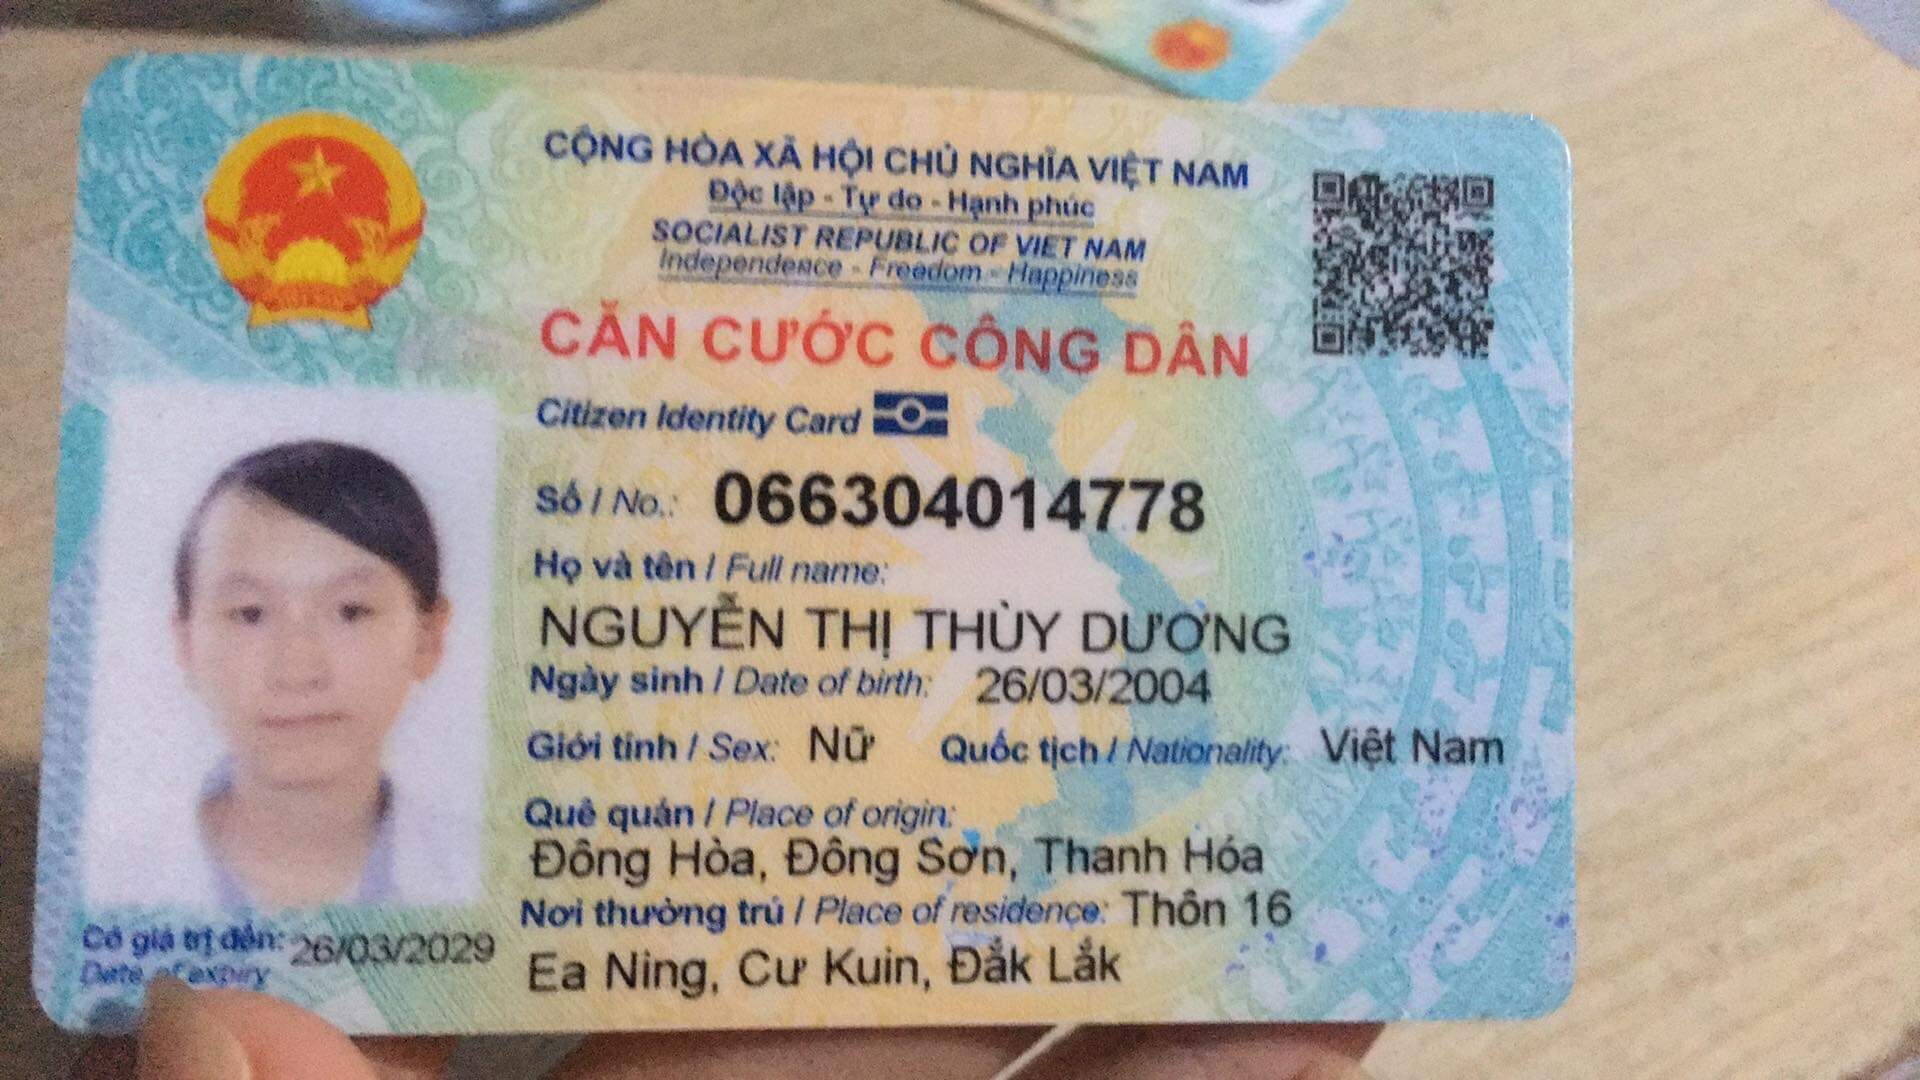 CỘNG HÒA XÃ HỘI CHỦ NGHĨA VIỆT NAM
Độc lập - Tự do - Hạnh phúc
SOCIALIST REPUBLIC OF VIET NAM
Independence - Freedom - Happiness
CĂN CƯỚC CÔNG DÂN
Citizen Identity Card
Số / No.: 066304014778
Họ và tên / Full name:
NGUYỄN THỊ THÙY DƯƠNG
Ngày sinh / Date of birth: 26/03/2004
Giới tính / Sex: Nữ Quốc tịch / Nationality: Việt Nam
Quê quán / Place of origin:
Đông Hòa, Đông Sơn, Thanh Hóa
Nơi thường trú / Place of residence: Thôn 16
Ea Ning, Cư Kuin, Đắk Lắk
Có giá trị đến: 26/03/2029
Date of expiry